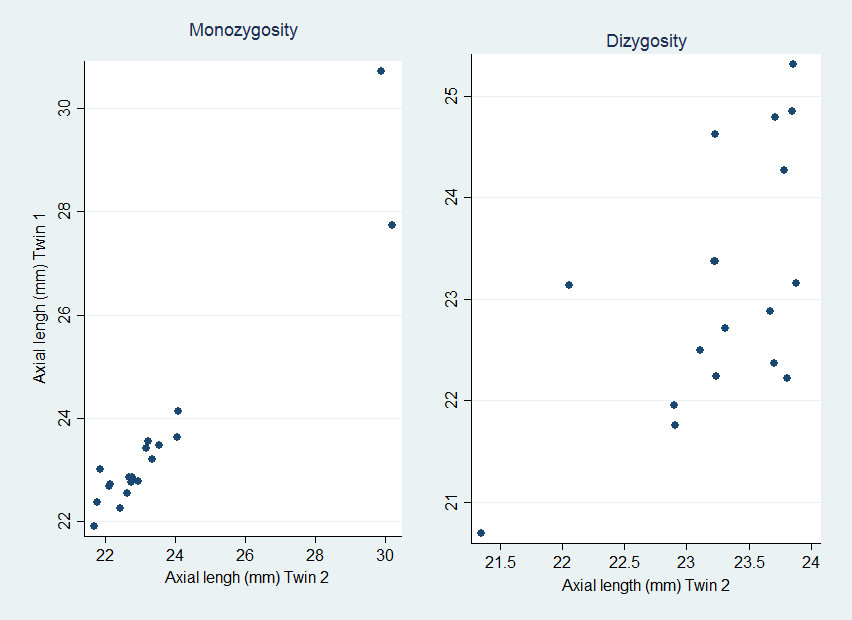 Monozygosity
Axial lengh (mm) Twin 1
30
28
26
24
22
22 24 26 28 30
Axial lengh (mm) Twin 2
Dizygosity
25
24
23
22
21
21.5 22 22.5 23 23.5 24
Axial length (mm) Twin 2